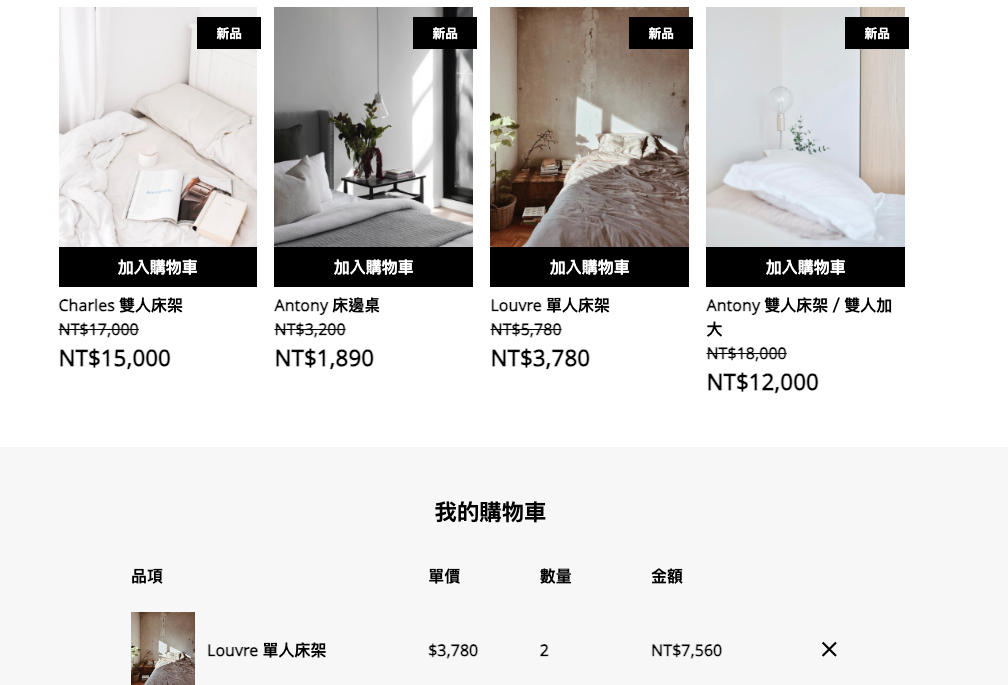 新品
新品
新品
新品
加入購物車
加入購物車
加入購物車
加入購物車
Charles 雙人床架
NT$17,000
NT$15,000
Antony 床邊桌
NT$3,200
NT$1,890
Louvre 單人床架
NT$5,780
NT$3,780
Antony 雙人床架 / 雙人加
大
NT$18,000
NT$12,000
我的購物車
品項 單價 數量 金額
Louvre 單人床架 $3,780 2 NT$7,560